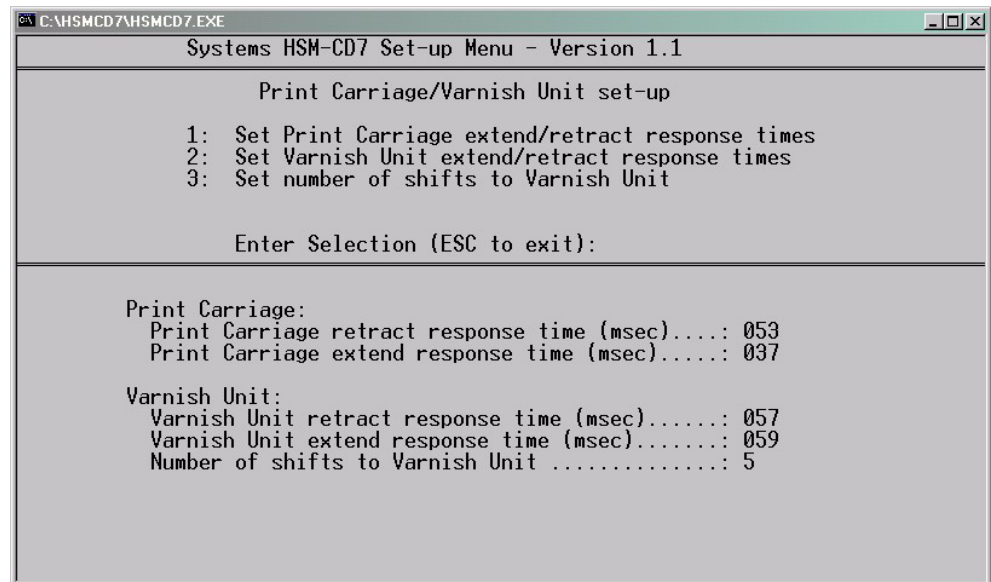 C:\HSMCD7\HSMCD7.EXE
Systems HSM-CD7 Set-up Menu - Version 1.1
Print Carriage/Varnish Unit set-up
1: Set Print Carriage extend/retract response times
2: Set Varnish Unit extend/retract response times
3: Set number of shifts to Varnish Unit
Enter Selection (ESC to exit):
Print Carriage:
Print Carriage retract response time (msec)....: 053
Print Carriage extend response time (msec).....: 037
Varnish Unit:
Varnish Unit retract response time (msec)......: 057
Varnish Unit extend response time (msec).......: 059
Number of shifts to Varnish Unit ..............: 5